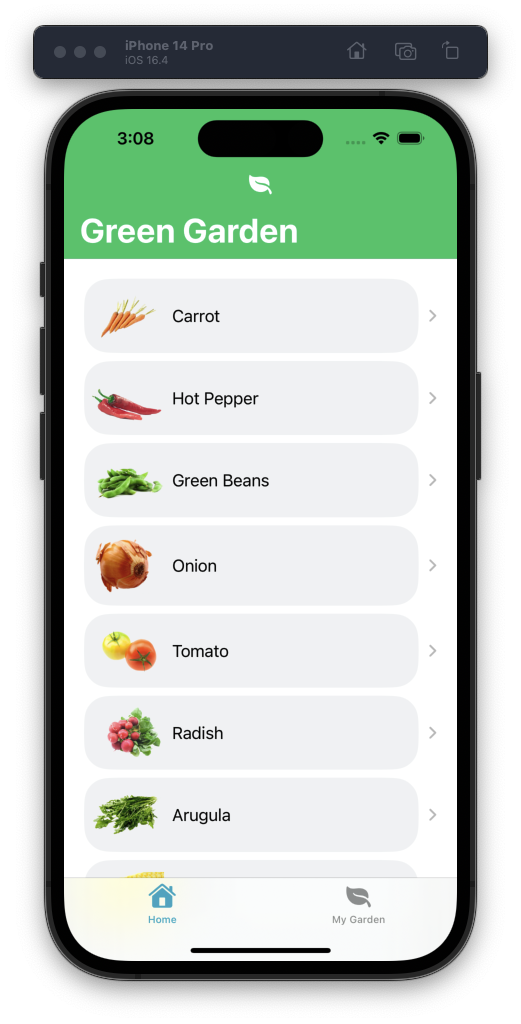 iPhone 14 Pro
iOS 16.4
3:08
Green Garden
Carrot
Hot Pepper
Green Beans
Onion
Tomato
Radish
Arugula
Home
My Garden